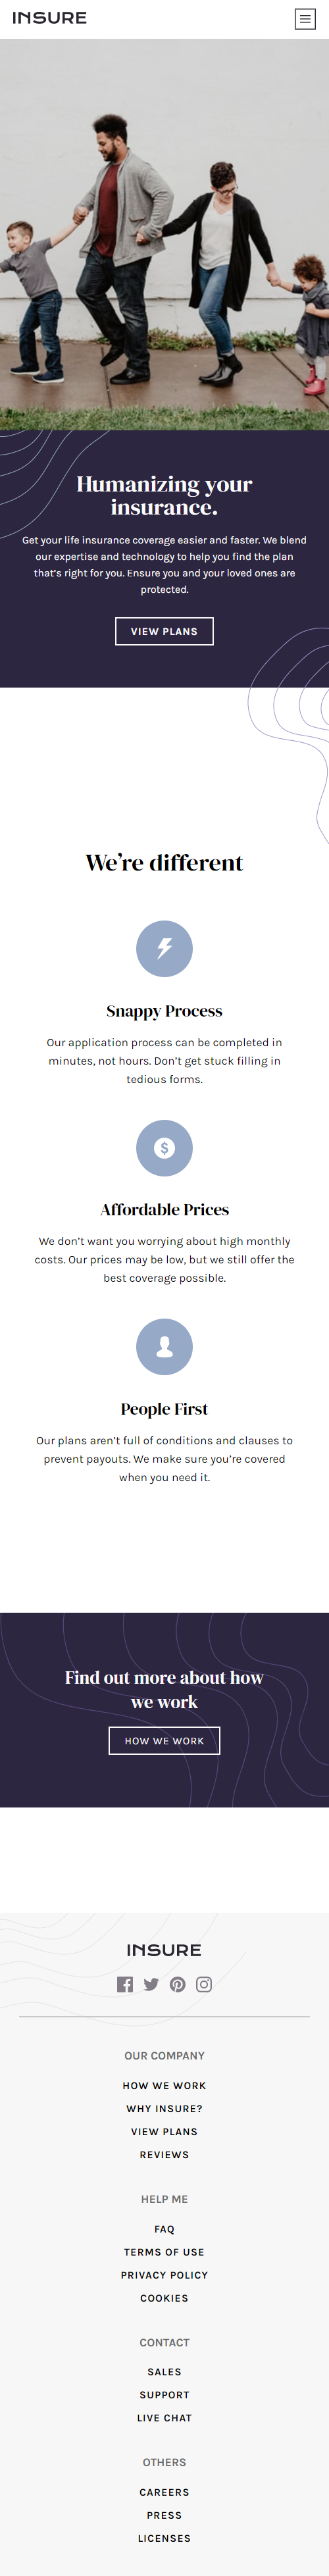 INSURE
Humanizing your
insurance.
Get your life insurance coverage easier and faster. We blend
our expertise and technology to help you find the plan
that’s right for you. Ensure you and your loved ones are
protected.
VIEW PLANS
We’re different
Snappy Process
Our application process can be completed in
minutes, not hours. Don’t get stuck filling in
tedious forms.
$
Affordable Prices
We don’t want you worrying about high monthly
costs. Our prices may be low, but we still offer the
best coverage possible.
People First
Our plans aren’t full of conditions and clauses to
prevent payouts. We make sure you’re covered
when you need it.
Find out more about how
we work
HOW WE WORK
INSURE
OUR COMPANY
HOW WE WORK
WHY INSURE?
VIEW PLANS
REVIEWS
HELP ME
FAQ
TERMS OF USE
PRIVACY POLICY
COOKIES
CONTACT
SALES
SUPPORT
LIVE CHAT
OTHERS
CAREERS
PRESS
LICENSES